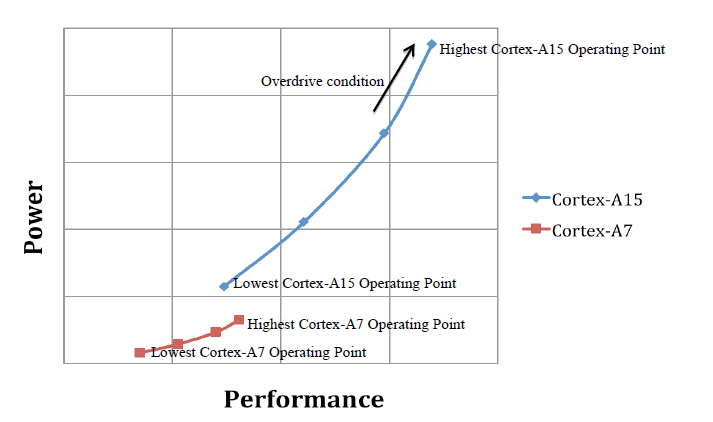 Highest Cortex-A15 Operating Point
Overdrive condition
Power
Cortex-A15
Cortex-A7
Lowest Cortex-A15 Operating Point
Highest Cortex-A7 Operating Point
Lowest Cortex-A7 Operating Point
Performance